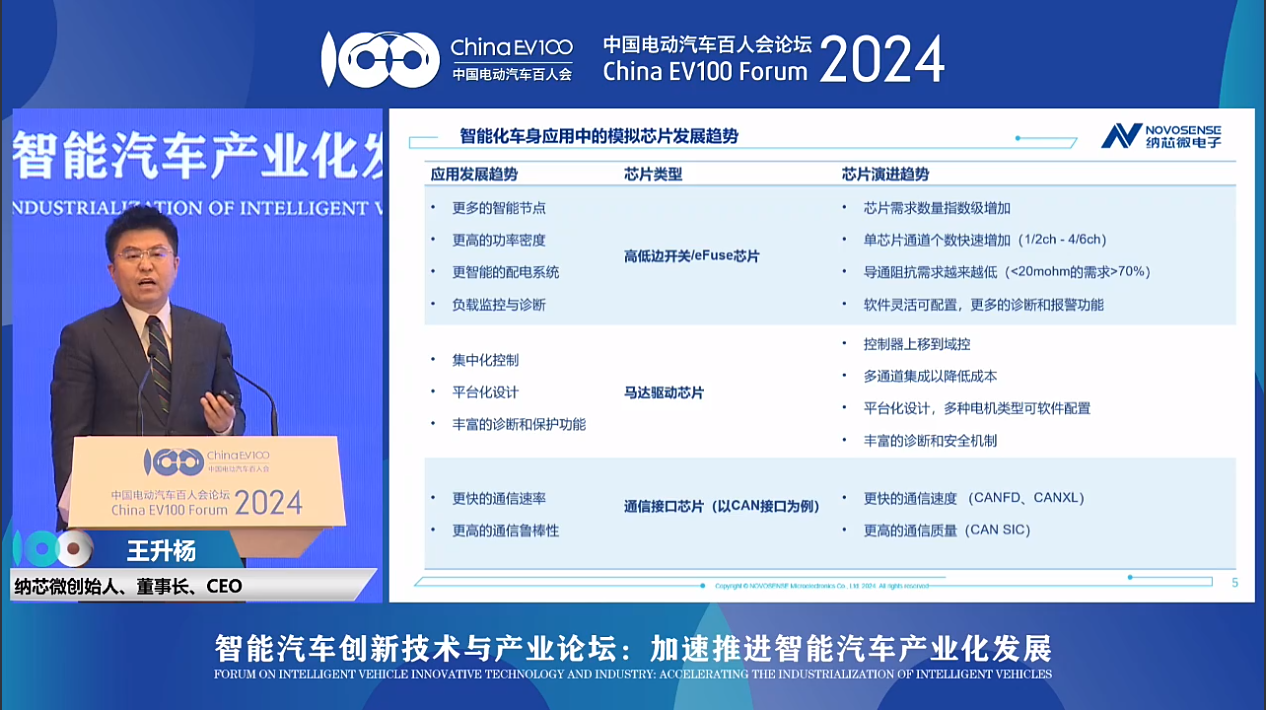 100
China EV100
中国电动汽车百人会
中国电动汽车百人会论坛
China EV100 Forum
2024
智能汽车产业化发
NDUSTRIALIZATION OF INTELLIGENT V
100
China EV100
中国电动汽车百人会
中国电动汽车百人会论坛
China EV100 Forum
2024
100
王升杨
纳芯微创始人、董事长、CEO
智能化车身应用中的模拟芯片发展趋势
NOVOSENSE
纳芯微电子
应用发展趋势 芯片类型 芯片演进趋势
• 更多的智能节点
• 更高的功率密度
• 更智能的配电系统
• 负载监控与诊断
高低边开关/eFuse芯片
• 芯片需求数量指数级增加
• 单芯片通道个数快速增加（1/2ch - 4/6ch）
• 导通阻抗需求越来越低（<20mohm的需求>70%）
• 软件灵活可配置，更多的诊断和报警功能
• 集中化控制
• 平台化设计
• 丰富的诊断和保护功能
马达驱动芯片
• 控制器上移到域控
• 多通道集成以降低成本
• 平台化设计，多种电机类型可软件配置
• 丰富的诊断和安全机制
• 更快的通信速率
• 更高的通信鲁棒性
通信接口芯片（以CAN接口为例）
• 更快的通信速度 （CANFD、CANXL）
• 更高的通信质量（CAN SIC）
Copyright © NOVOSENSE Microelectronics Co., Ltd. 2024. All rights reserved
5
智能汽车创新技术与产业论坛：加速推进智能汽车产业化发展
FORUM ON INTELLIGENT VEHICLE INNOVATIVE TECHNOLOGY AND INDUSTRY: ACCELERATING THE INDUSTRIALIZATION OF INTELLIGENT VEHICLES